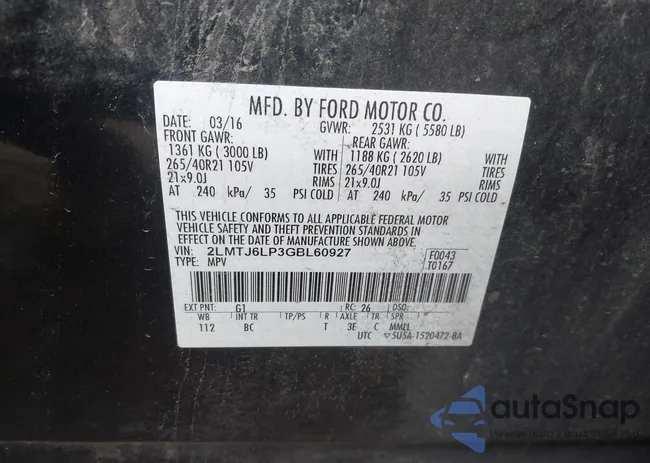 MFD. BY FORD MOTOR CO.
DATE: 03/16 GVWR: 2531 KG ( 5580 LB)
FRONT GAWR: REAR GAWR:
1361 KG ( 3000 LB) WITH 1188 KG ( 2620 LB) WITH
265/40R21 105V TIRES 265/40R21 105V TIRES
21x9.0J RIMS 21x9.0J RIMS
AT 240 kPa/ 35 PSI COLD AT 240 kPa/ 35 PSI COLD
THIS VEHICLE CONFORMS TO ALL APPLICABLE FEDERAL MOTOR
VEHICLE SAFETY AND THEFT PREVENTION STANDARDS IN
EFFECT ON THE DATE OF MANUFACTURE SHOWN ABOVE.
VIN: 2LMTJ6LP3GBL60927 F0043
TYPE: MPV T0167
EXT PNT: G1 RC: 26 DSO:
WB INT TR TP/PS R AXLE TR SPR
112 BC T 3E C MMZL
UTC 5U5A-1520472-BA
autaSnap